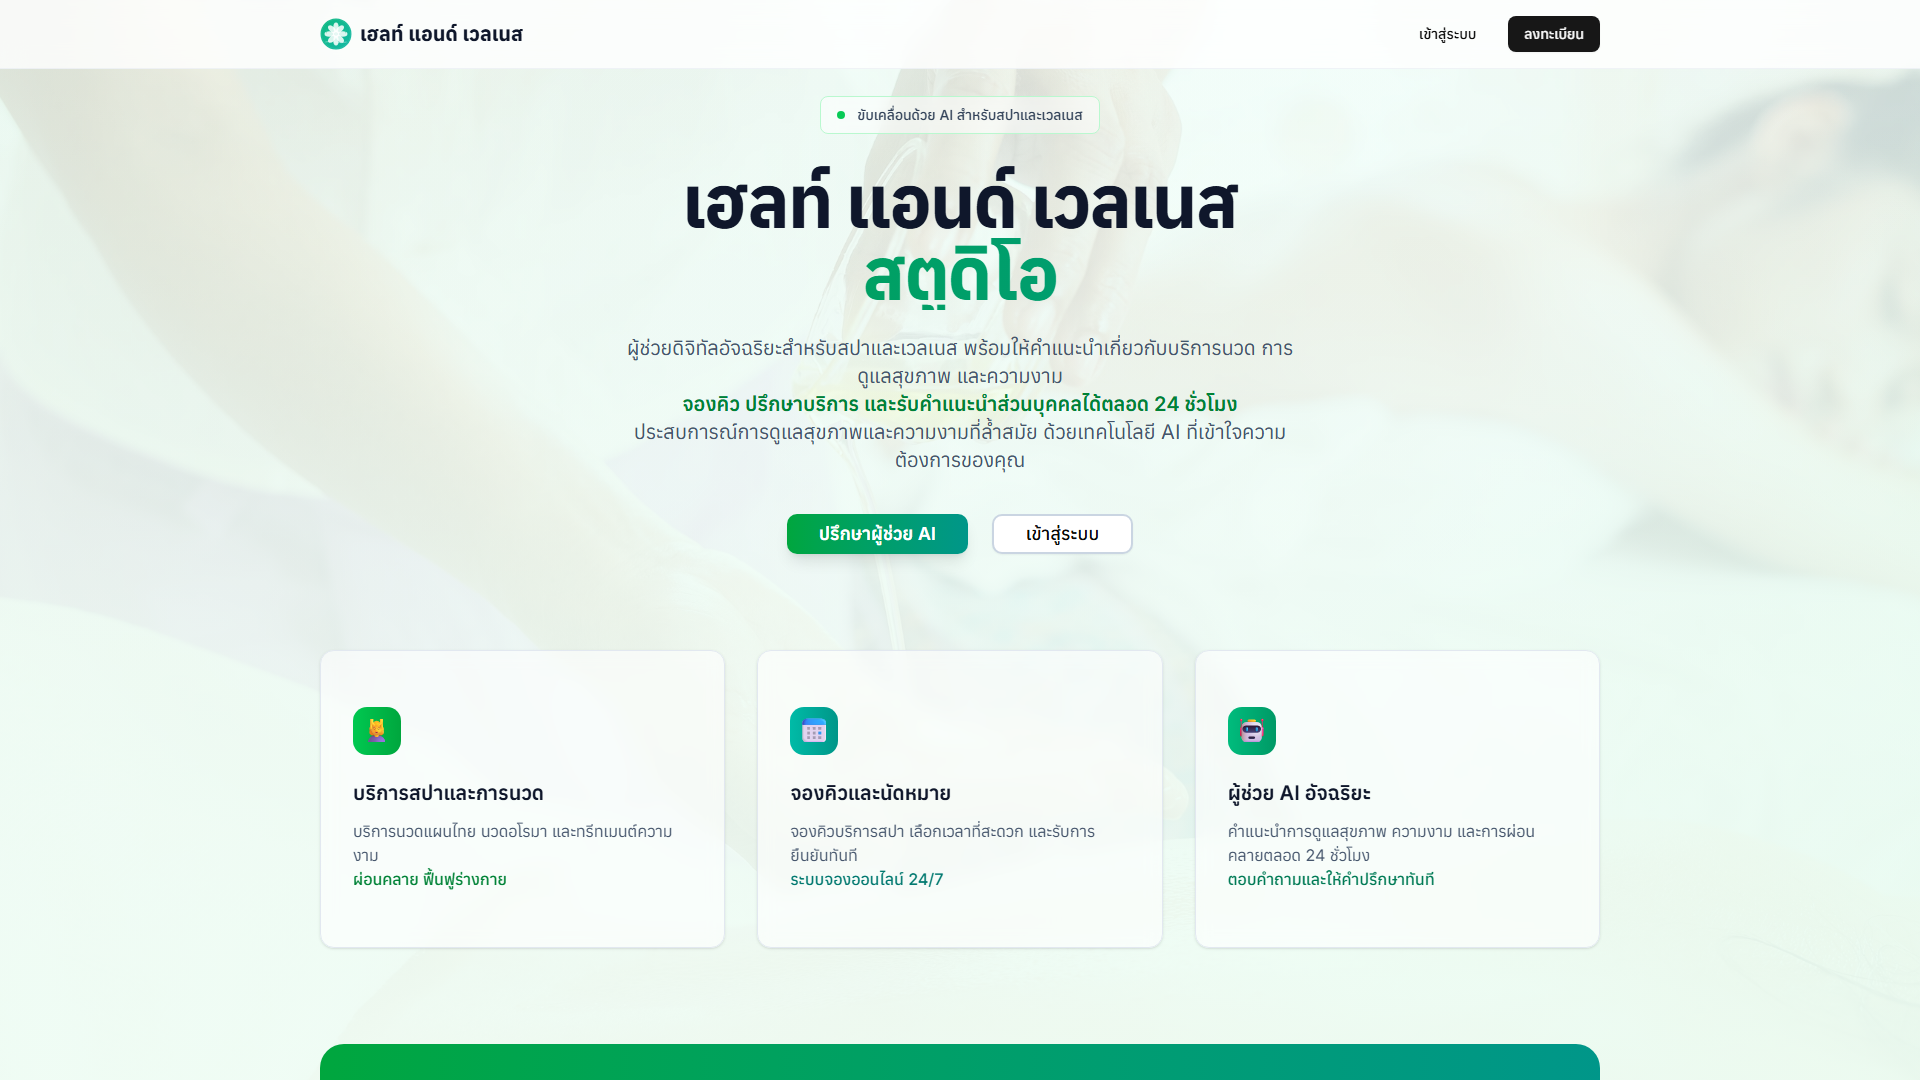 เฮลท์ แอนด์ เวลเนส
เข้าสู่ระบบ
ลงทะเบียน
ขับเคลื่อนด้วย AI สำหรับสปาและเวลเนส
เฮลท์ แอนด์ เวลเนส
สตูดิโอ
ผู้ช่วยดิจิทัลอัจฉริยะสำหรับสปาและเวลเนส พร้อมให้คำแนะนำเกี่ยวกับบริการนวด การ
ดูแลสุขภาพ และความงาม
จองคิว ปรึกษาบริการ และรับคำแนะนำส่วนบุคคลได้ตลอด 24 ชั่วโมง
ประสบการณ์การดูแลสุขภาพและความงามที่ล้ำสมัย ด้วยเทคโนโลยี AI ที่เข้าใจความ
ต้องการของคุณ
ปรึกษาผู้ช่วย AI
เข้าสู่ระบบ
บริการสปาและการนวด
บริการนวดแผนไทย นวดอโรมา และทรีทเมนต์ความ
งาม
ผ่อนคลาย ฟื้นฟูร่างกาย
จองคิวและนัดหมาย
จองคิวบริการสปา เลือกเวลาที่สะดวก และรับการ
ยืนยันทันที
ระบบจองออนไลน์ 24/7
ผู้ช่วย AI อัจฉริยะ
คำแนะนำการดูแลสุขภาพ ความงาม และการผ่อน
คลายตลอด 24 ชั่วโมง
ตอบคำถามและให้คำปรึกษาทันที